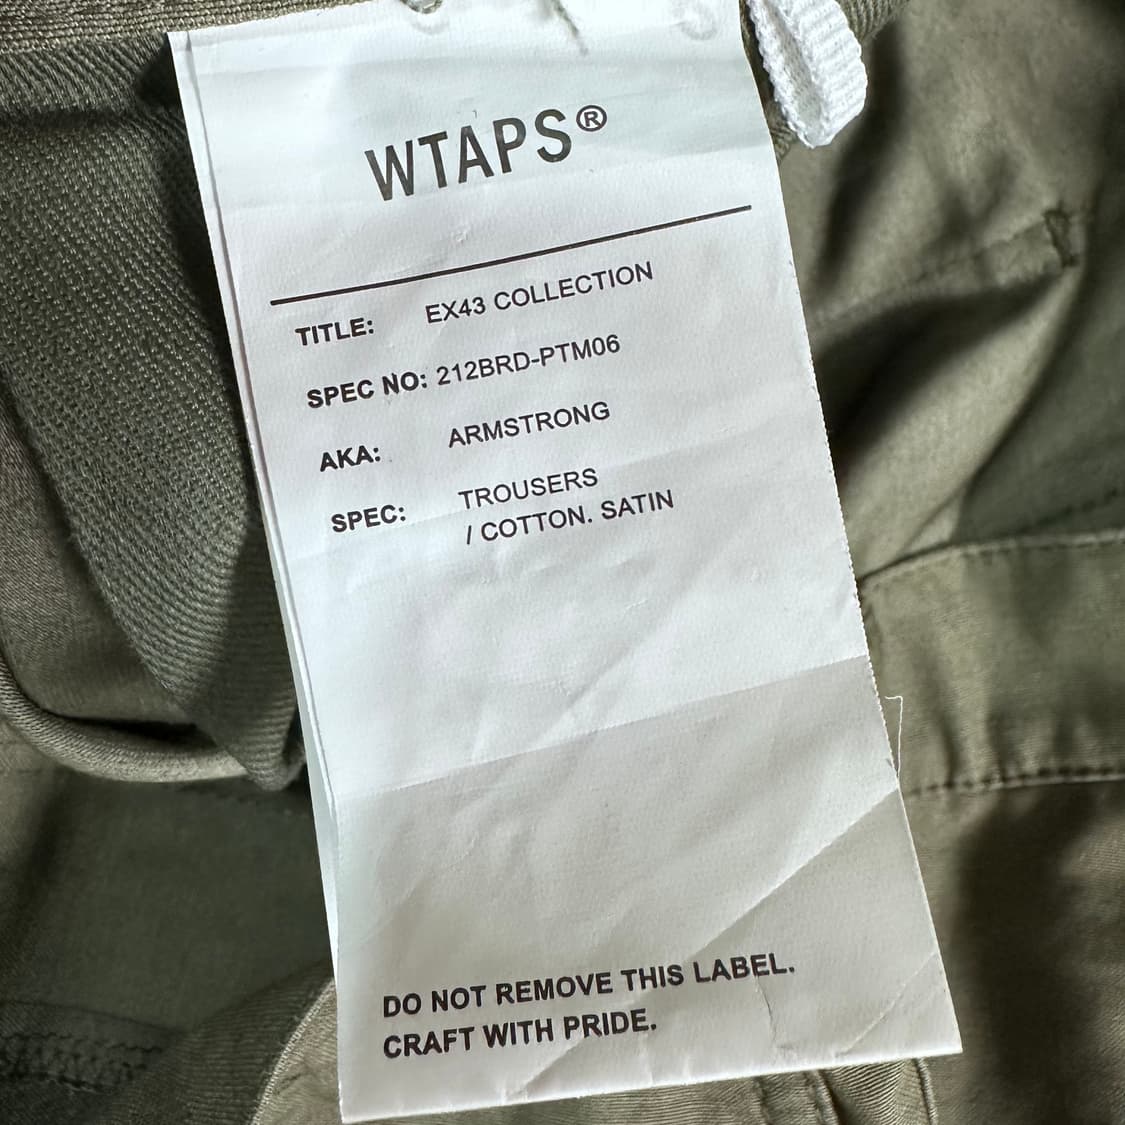 WTAPS®
TITLE: EX43 COLLECTION
SPEC NO: 212BRD-PTM06
AKA: ARMSTRONG
SPEC: TROUSERS
/ COTTON. SATIN
DO NOT REMOVE THIS LABEL.
CRAFT WITH PRIDE.